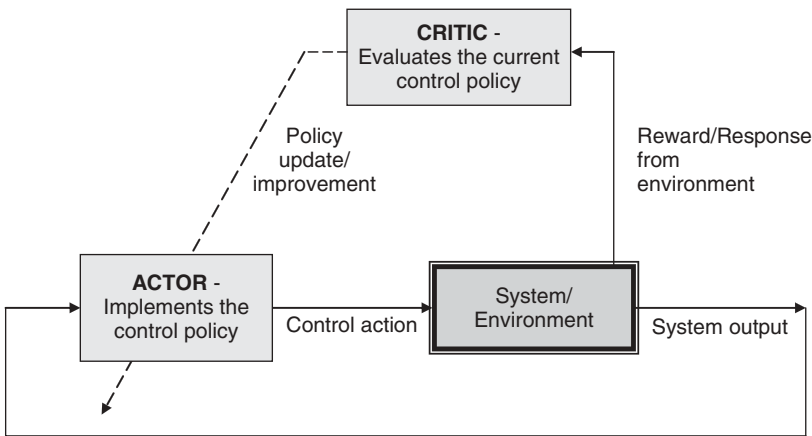 CRITIC -
Evaluates the current
control policy
Policy
update/
improvement
Reward/Response
from
environment
ACTOR -
Implements the
control policy
Control action
System/
Environment
System output